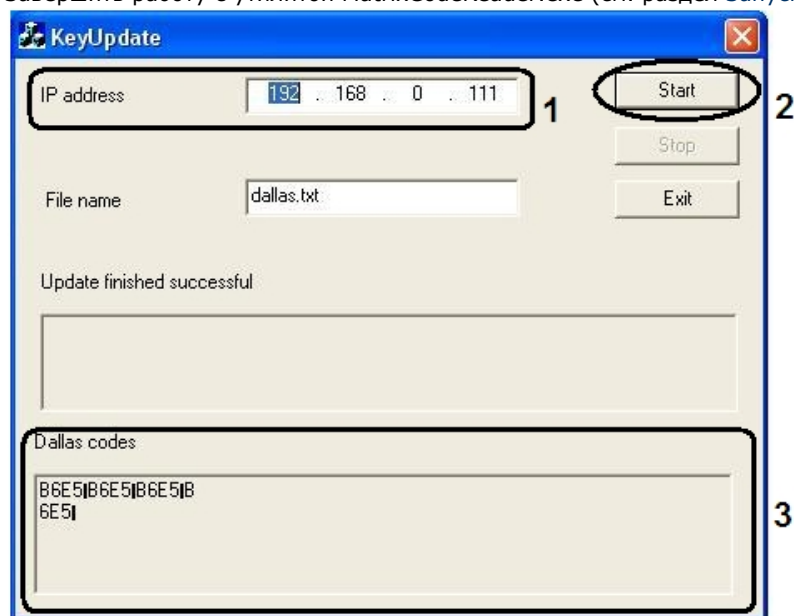 KeyUpdate
IP address 192 . 168 . 0 . 111 1 Start 2
Stop
File name dallas.txt Exit
Update finished successful
Dallas codes
B6E5|B6E5|B6E5|B
6E5|
3